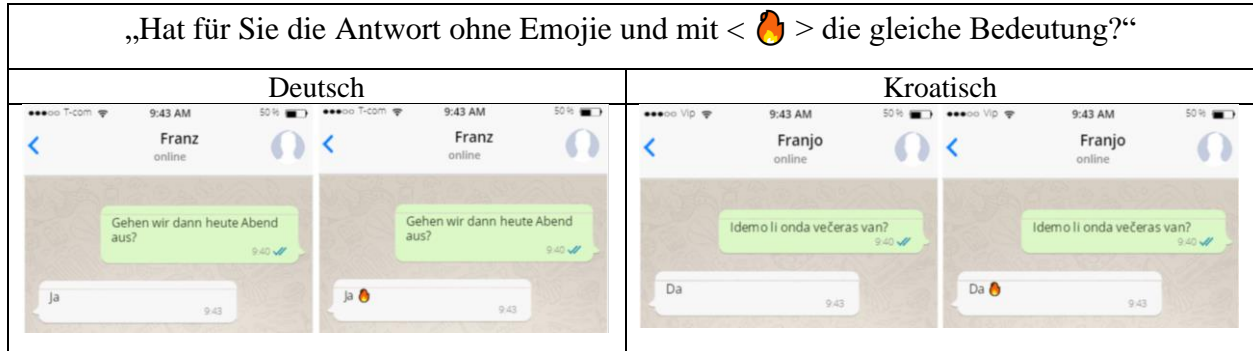 „Hat für Sie die Antwort ohne Emojie und mit < 🔥 > die gleiche Bedeutung?“
Deutsch
Kroatisch
T-com 9:43 AM 50 %
Franz
online
Gehen wir dann heute Abend
aus?
9:40
Ja
9:43
T-com 9:43 AM 50 %
Franz
online
Gehen wir dann heute Abend
aus?
9:40
Ja 🔥
9:43
Vip 9:43 AM 50 %
Franjo
online
Idemo li onda večeras van?
9:40
Da
9:43
Vip 9:43 AM 50 %
Franjo
online
Idemo li onda večeras van?
9:40
Da 🔥
9:43